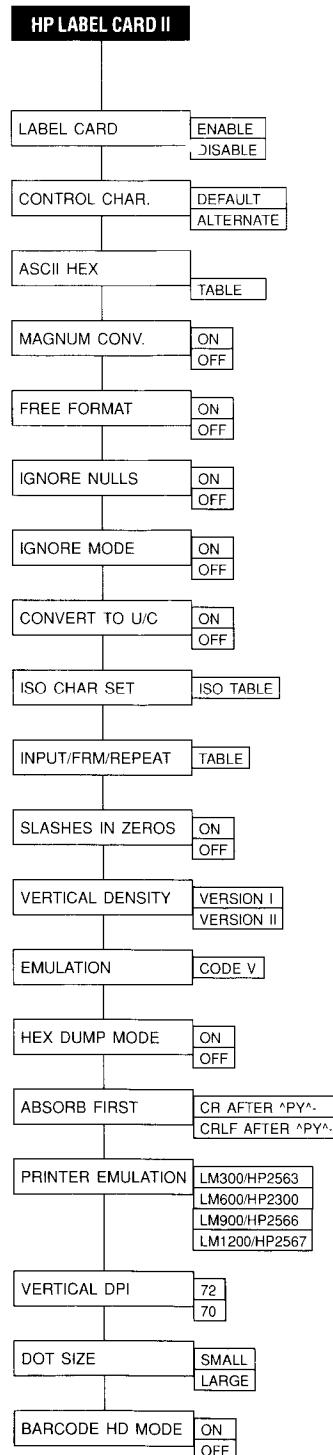 HP LABEL CARD II
LABEL CARD
ENABLE
DISABLE
CONTROL CHAR.
DEFAULT
ALTERNATE
ASCII HEX
TABLE
MAGNUM CONV.
ON
OFF
FREE FORMAT
ON
OFF
IGNORE NULLS
ON
OFF
IGNORE MODE
ON
OFF
CONVERT TO U/C
ON
OFF
ISO CHAR SET
ISO TABLE
INPUT/FRM/REPEAT
TABLE
SLASHES IN ZEROS
ON
OFF
VERTICAL DENSITY
VERSION I
VERSION II
EMULATION
CODE V
HEX DUMP MODE
ON
OFF
ABSORB FIRST
CR AFTER ^PY^-
CRLF AFTER ^PY^-
PRINTER EMULATION
LM300/HP2563
LM600/HP2300
LM900/HP2566
LM1200/HP2567
VERTICAL DPI
72
70
DOT SIZE
SMALL
LARGE
BARCODE HD MODE
ON
OFF